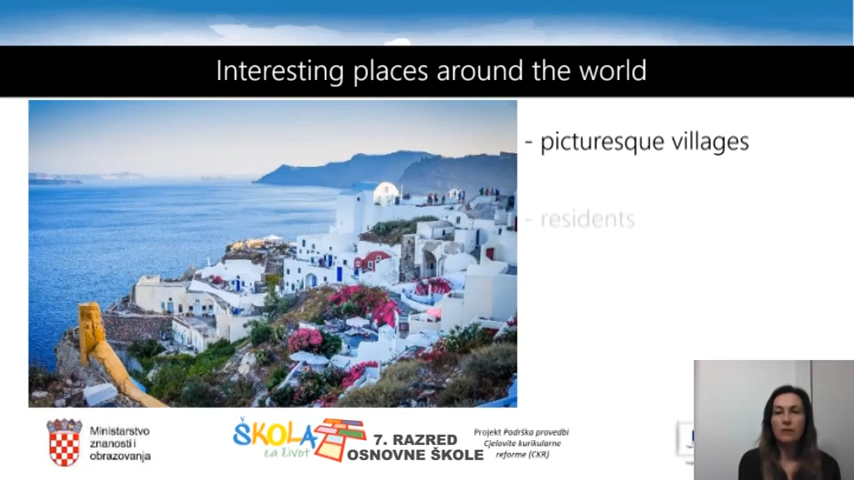 Interesting places around the world
- picturesque villages
- residents
Ministarstvo
znanosti i
obrazovanja
ŠKOLA
za život
7. RAZRED
OSNOVNE ŠKOLE
Projekt Podrška provedbi
Cjelovite kurikularne
reforme (CKR)